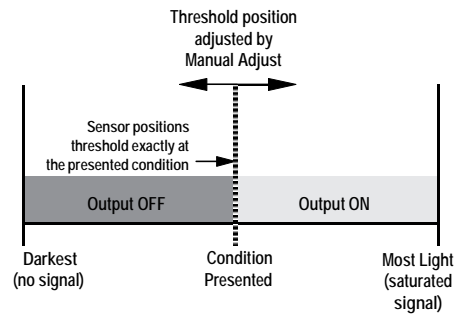 Threshold position
adjusted by
Manual Adjust
Sensor positions
threshold exactly at
the presented condition
Output OFF
Output ON
Darkest
(no signal)
Condition
Presented
Most Light
(saturated
signal)